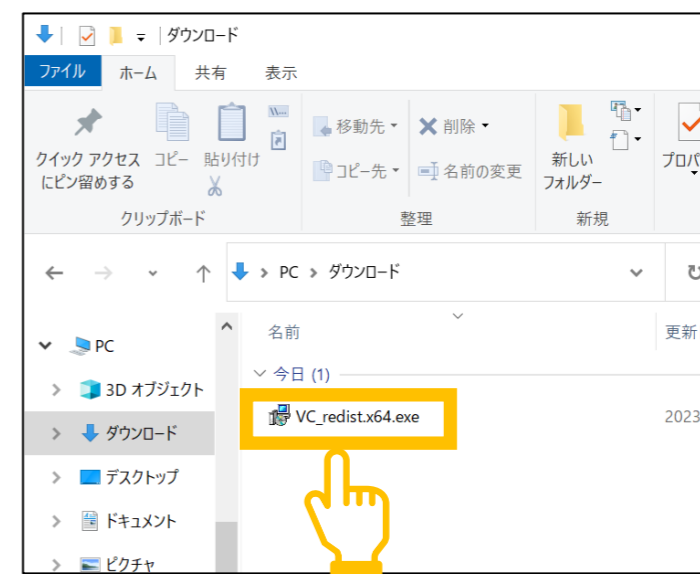 ダウンロード
ファイル ホーム 共有 表示
クイック アクセス
にピン留めする
コピー
貼り付け
移動先
コピー先
削除
名前の変更
新しい
フォルダー
プロパ
クリップボード 整理 新規
PC › ダウンロード
名前 更新
PC
今日 (1)
3D オブジェクト
VC_redist.x64.exe 2023
ダウンロード
デスクトップ
ドキュメント
ピクチャ